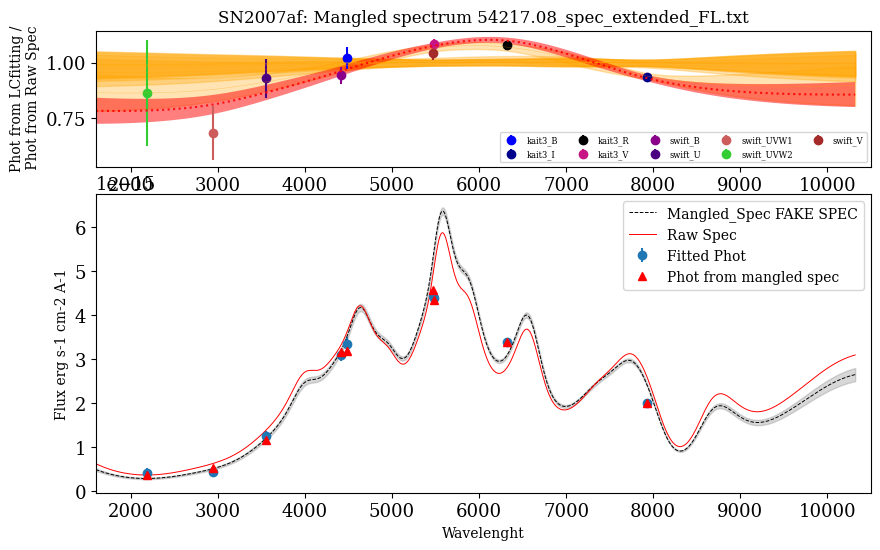 SN2007af: Mangled spectrum 54217.08_spec_extended_FL.txt
Phot from LCfitting /
Phot from Raw Spec
1.00
0.75
kait3_B kait3_R swift_B swift_UVW1 swift_V
kait3_I kait3_V swift_U swift_UVW2
2000 3000 4000 5000 6000 7000 8000 9000 10000
1e−15
Flux erg s-1 cm-2 A-1
6
5
4
3
2
1
0
Mangled_Spec FAKE SPEC
Raw Spec
Fitted Phot
Phot from mangled spec
2000 3000 4000 5000 6000 7000 8000 9000 10000
Wavelenght